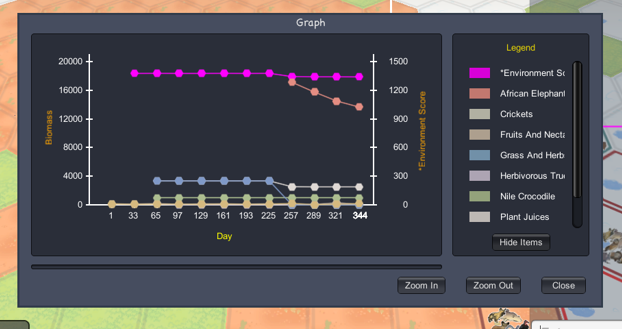 Graph
20000
16000
12000
8000
4000
0
Biomass
1500
1200
900
600
300
0
*Environment Score
1 33 65 97 129 161 193 225 257 289 321 344
Day
Legend
*Environment Sc
African Elephant
Crickets
Fruits And Necta
Grass And Herb
Herbivorous Tru
Nile Crocodile
Plant Juices
Hide Items
Zoom In Zoom Out Close